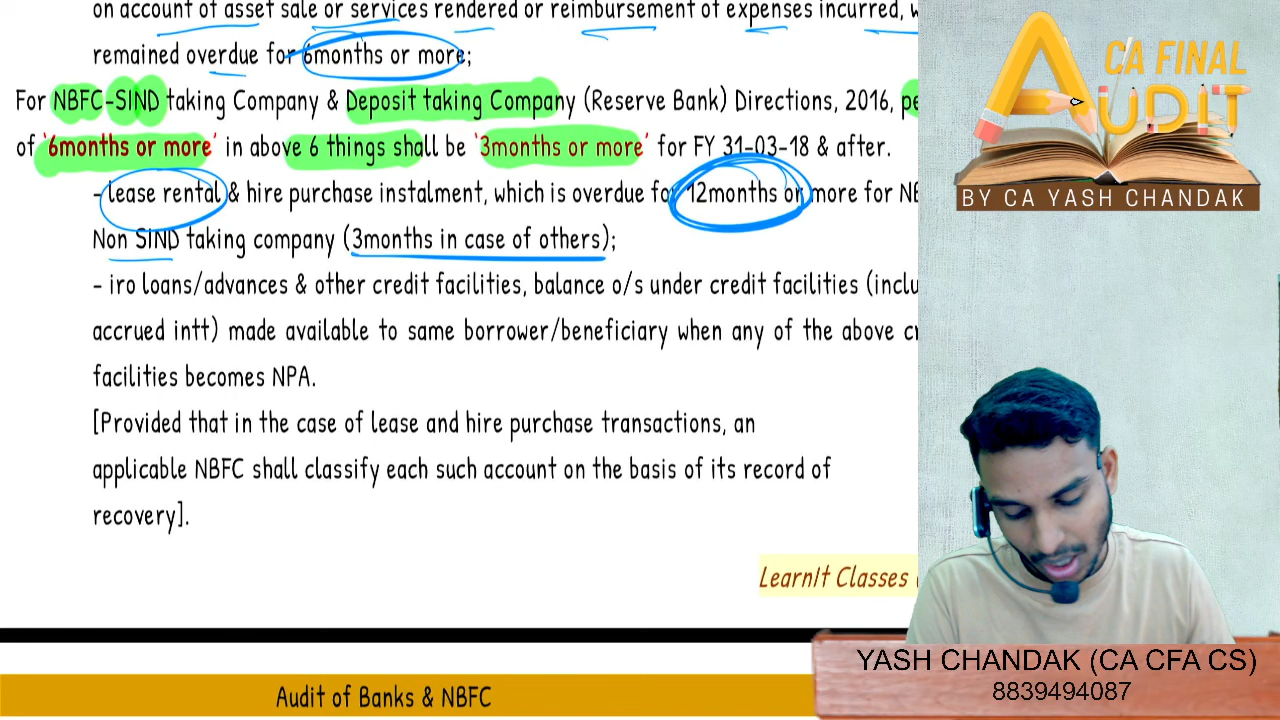 on account of asset sale or services rendered or reimbursement of expenses incurred,
remained overdue for 6months or more;
For NBFC-SIND taking Company & Deposit taking Company (Reserve Bank) Directions, 2016,
of '6months or more' in above 6 things shall be '3months or more' for FY 31-03-18 & after.
- lease rental & hire purchase instalment, which is overdue for 12months or more for
Non SIND taking company (3months in case of others);
- iro loans/advances & other credit facilities, balance o/s under credit facilities
accrued intt) made available to same borrower/beneficiary when any of the above
facilities becomes NPA.
[Provided that in the case of lease and hire purchase transactions, an
applicable NBFC shall classify each such account on the basis of its record of
recovery].
LearnIt Classes
Audit of Banks & NBFC
CA FINAL
AUDIT
BY CA YASH CHANDAK
YASH CHANDAK (CA CFA CS)
8839494087